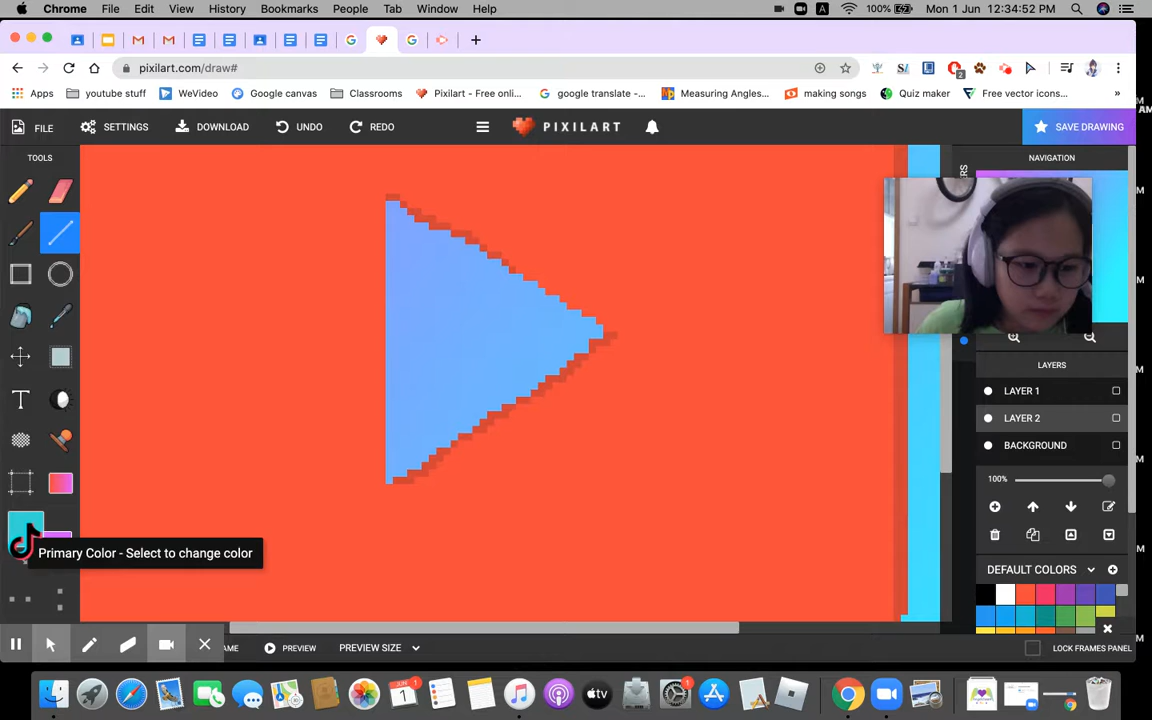 Chrome File Edit View History Bookmarks People Tab Window Help 100% Mon 1 Jun 12:34:52
pixilart.com/draw#
Apps youtube stuff WeVideo Google canvas Classrooms Pixilart - Free onli... google translate -... Measuring Angles... making songs Quiz maker Free vector icons... »
FILE SETTINGS DOWNLOAD UNDO REDO PIXILART SAVE DRAWING
TOOLS
NAVIGATION
ERS
LAYERS
LAYER 1
LAYER 2
BACKGROUND
100%
Primary Color - Select to change color
DEFAULT COLORS
AME PREVIEW PREVIEW SIZE LOCK FRAMES PANEL